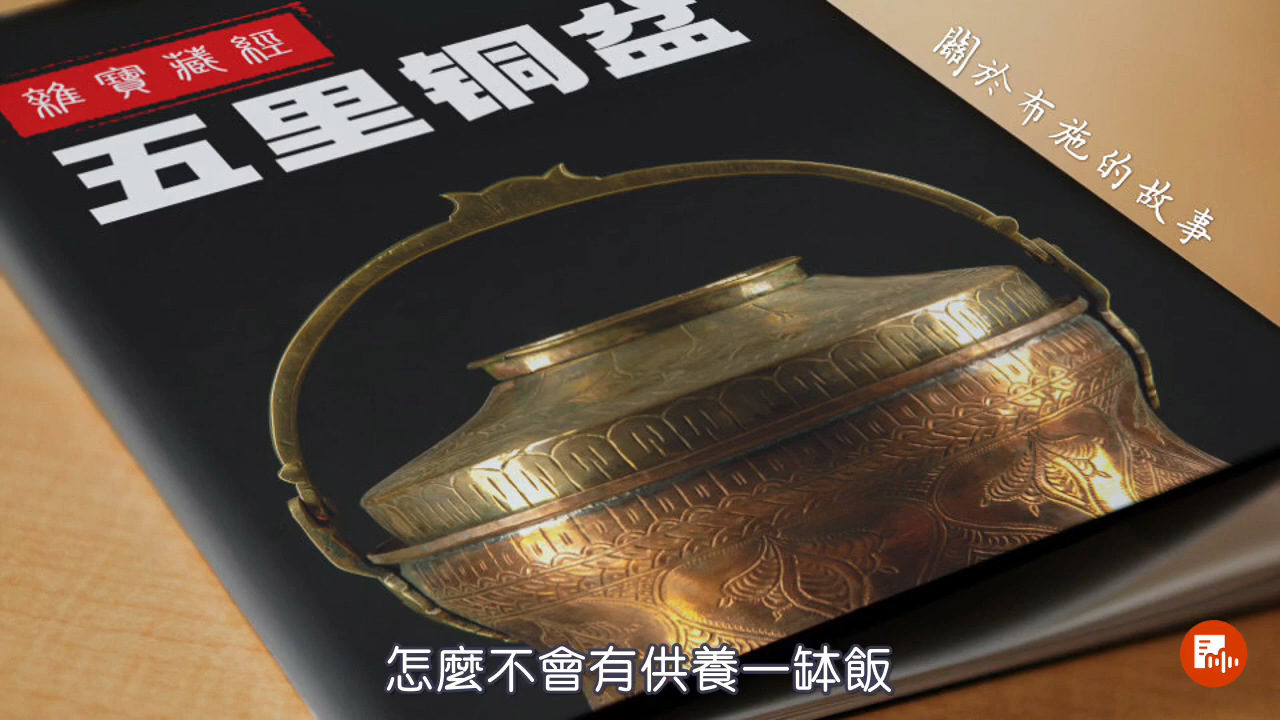 雜寶藏經
五里铜盆
關於布施的故事
怎麼不會有供養一缽飯